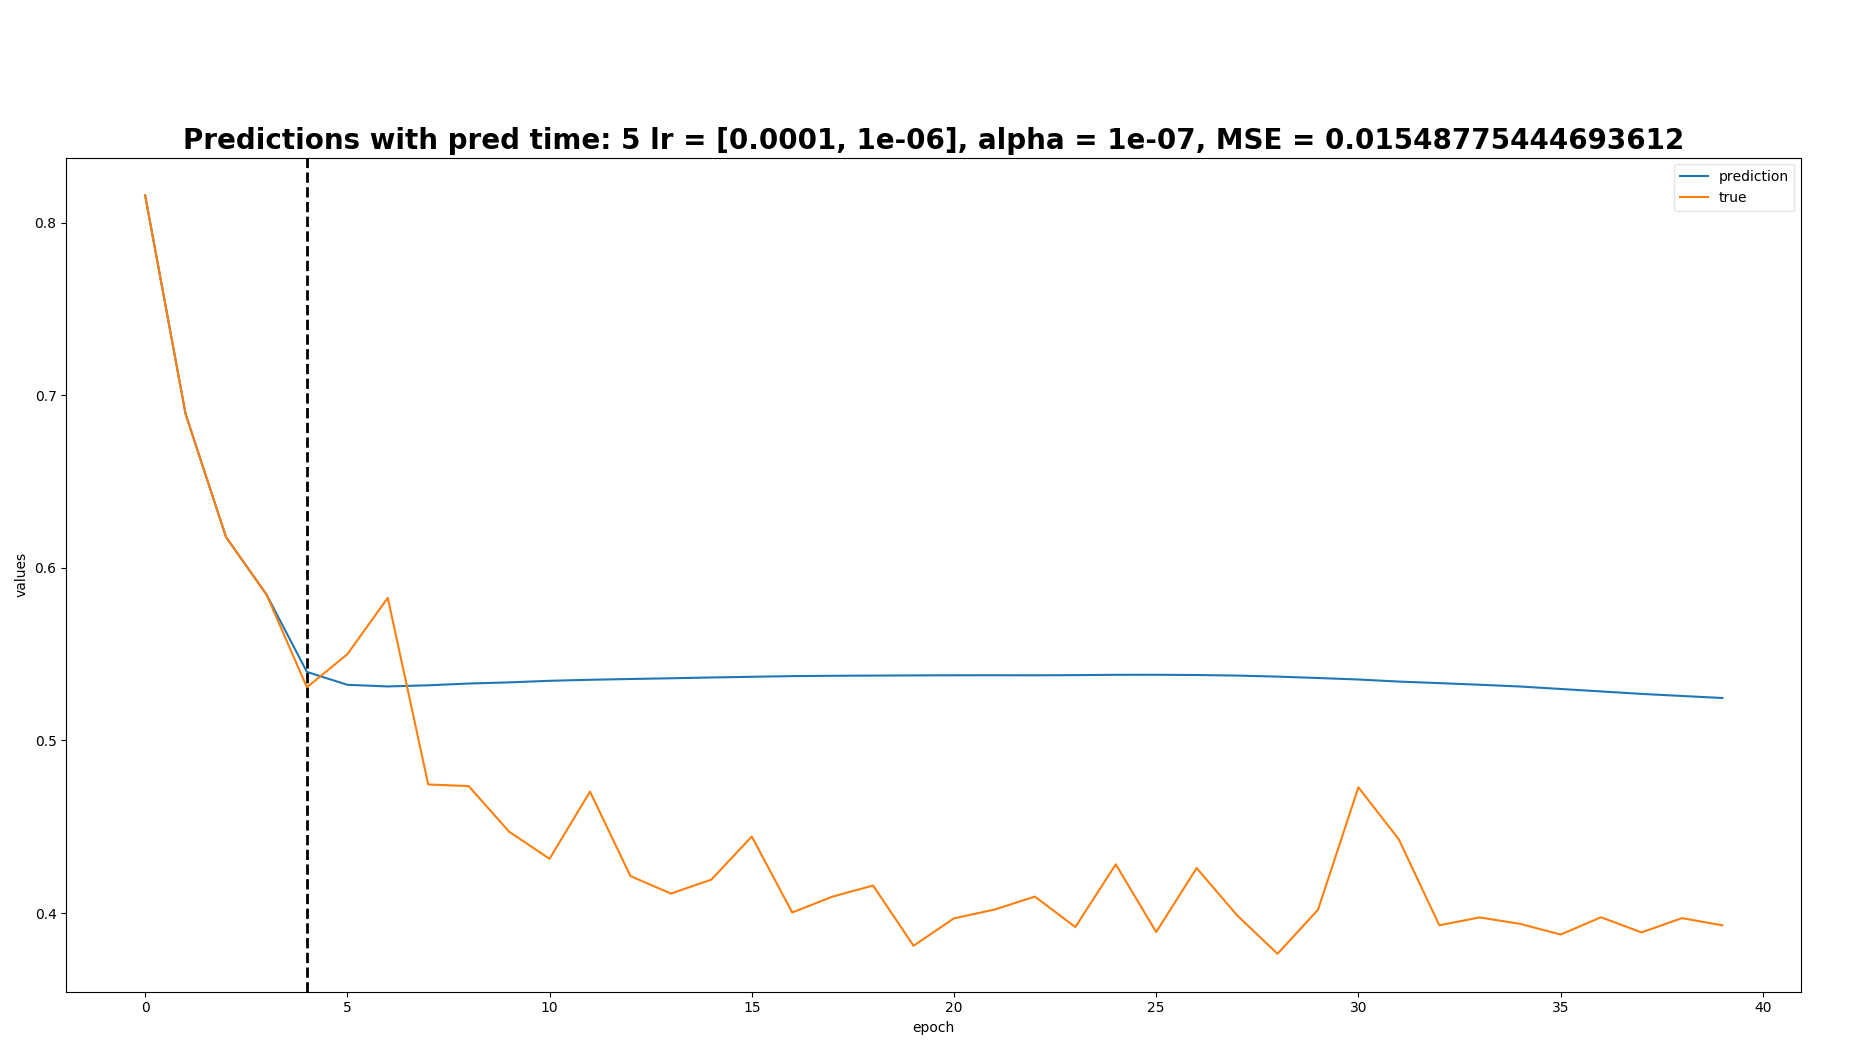 Predictions with pred time: 5 lr = [0.0001, 1e-06], alpha = 1e-07, MSE = 0.01548775444693612
prediction
true
0.8
0.7
0.6
0.5
0.4
values
0 5 10 15 20 25 30 35 40
epoch